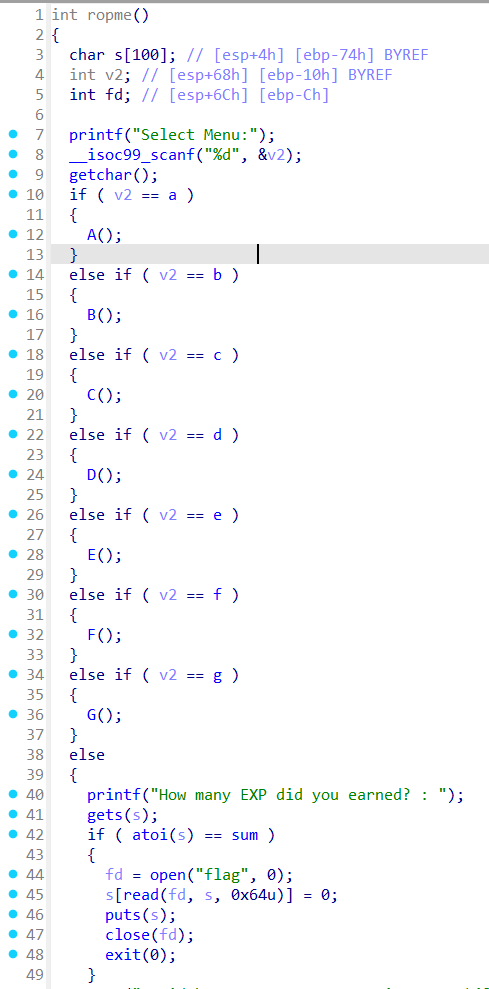 1 int ropme()
2 {
3 char s[100]; // [esp+4h] [ebp-74h] BYREF
4 int v2; // [esp+68h] [ebp-10h] BYREF
5 int fd; // [esp+6Ch] [ebp-Ch]
6
7 printf("Select Menu:");
8 __isoc99_scanf("%d", &v2);
9 getchar();
10 if ( v2 == a )
11 {
12 A();
13 }
14 else if ( v2 == b )
15 {
16 B();
17 }
18 else if ( v2 == c )
19 {
20 C();
21 }
22 else if ( v2 == d )
23 {
24 D();
25 }
26 else if ( v2 == e )
27 {
28 E();
29 }
30 else if ( v2 == f )
31 {
32 F();
33 }
34 else if ( v2 == g )
35 {
36 G();
37 }
38 else
39 {
40 printf("How many EXP did you earned? : ");
41 gets(s);
42 if ( atoi(s) == sum )
43 {
44 fd = open("flag", 0);
45 s[read(fd, s, 0x64u)] = 0;
46 puts(s);
47 close(fd);
48 exit(0);
49 }